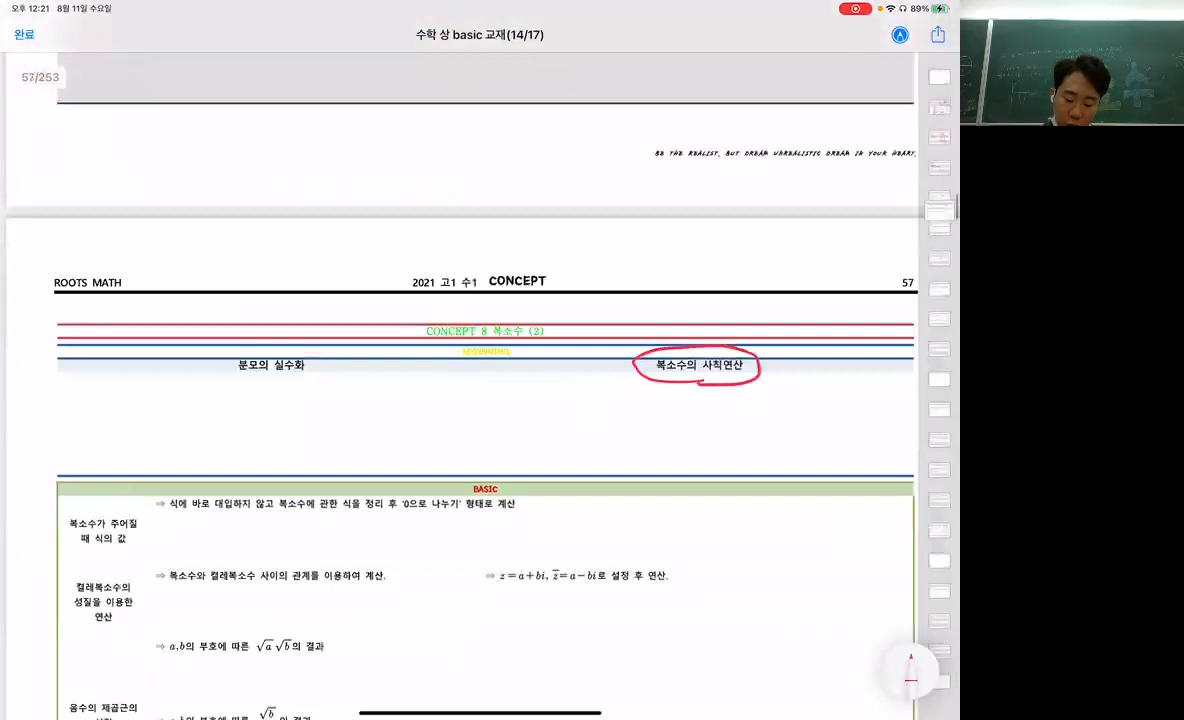 오후 12:21 8월 11일 수요일
89%
완료
수학 상 basic 교재(14/17)
57/253
BE THE REALIST, BUT DREAM UNREALISTIC DREAM IN YOUR HEART.
ROOTS MATH 2021 고1 수1 CONCEPT 57
CONCEPT 8 복소수 (2)
BEGINNING
분모의 실수화 복소수의 사칙연산
BASIC
⇒ 식에 바로 대입하지 않고 복소수에 관한 식을 정리 후 '0으로 나누기' 형태로 계산
복소수가 주어질
때 식의 값
⇒ 복소수와 켤레복소수 사이의 관계를 이용하여 계산. ⇒ z=a+bi, z̅=a−bi로 설정 후 연산.
켤레복소수의
성질을 이용한
연산
⇒ a,b의 부호에 따른 √a √b의 결과
음수의 제곱근의